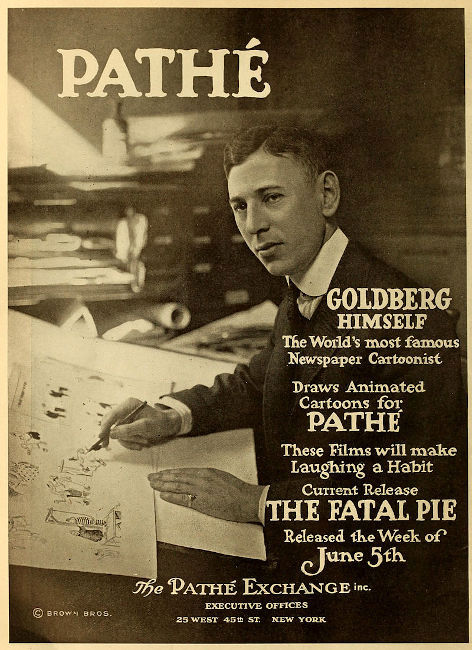 PATHÉ
GOLDBERG
HIMSELF
The World's most famous
Newspaper Cartoonist
Draws Animated
Cartoons for
PATHÉ
These Films will make
Laughing a Habit
Current Release
THE FATAL PIE
Released the Week of
June 5th
The PATHÉ EXCHANGE inc.
EXECUTIVE OFFICES
25 WEST 45th ST. NEW YORK
© BROWN BROS.